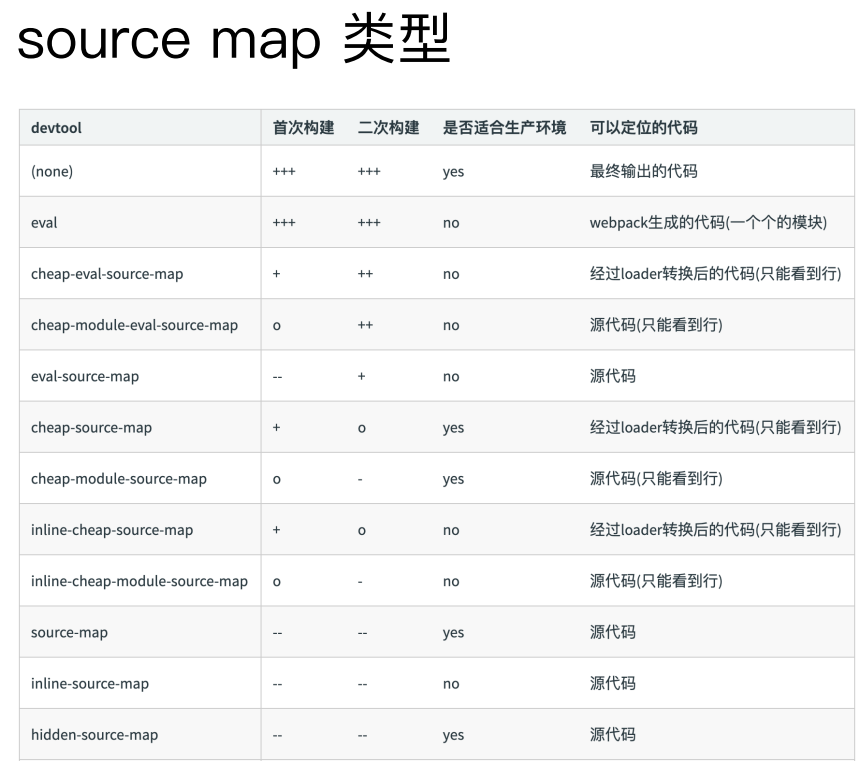 source map 类型
devtool 首次构建 二次构建 是否适合生产环境 可以定位的代码
(none) +++ +++ yes 最终输出的代码
eval +++ +++ no webpack生成的代码(一个个的模块)
cheap-eval-source-map + ++ no 经过loader转换后的代码(只能看到行)
cheap-module-eval-source-map o ++ no 源代码(只能看到行)
eval-source-map -- + no 源代码
cheap-source-map + o yes 经过loader转换后的代码(只能看到行)
cheap-module-source-map o - yes 源代码(只能看到行)
inline-cheap-source-map + o no 经过loader转换后的代码(只能看到行)
inline-cheap-module-source-map o - no 源代码(只能看到行)
source-map -- -- yes 源代码
inline-source-map -- -- no 源代码
hidden-source-map -- -- yes 源代码